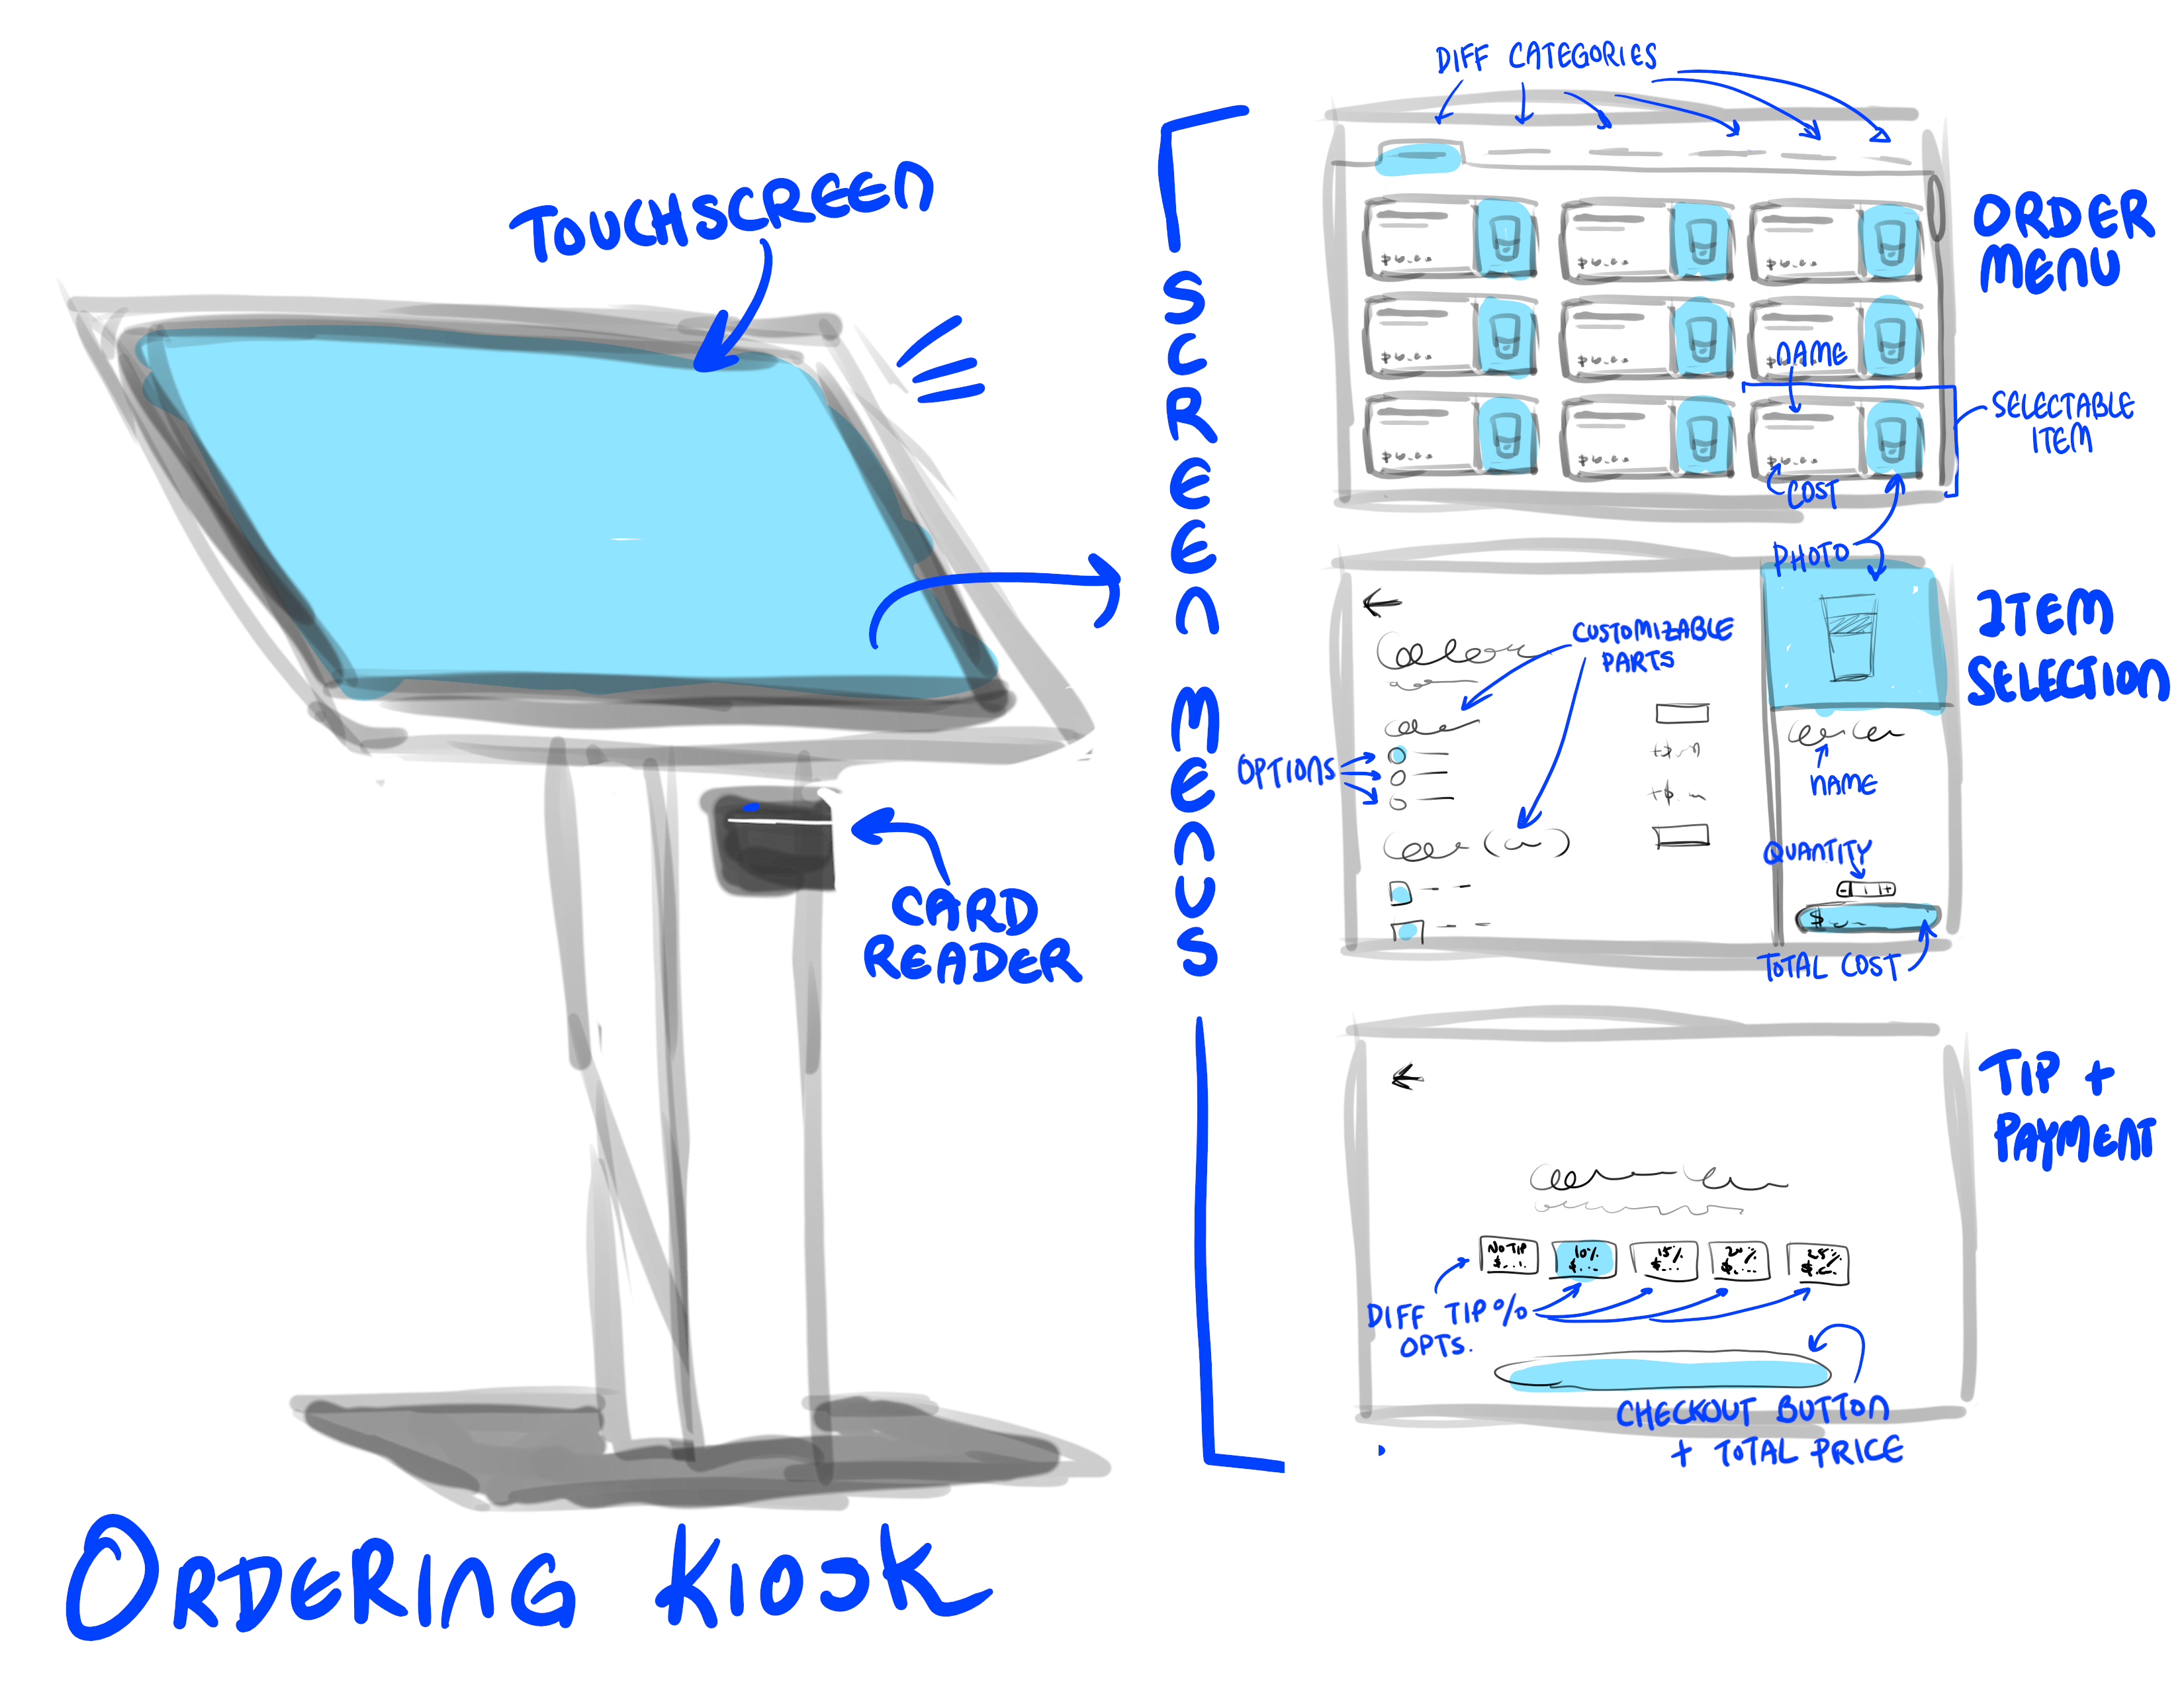 TOUCHSCREEN
CARD
READER
ORDERING KIOSK
SCREEN MENUS
DIFF CATEGORIES
ORDER
MENU
NAME
SELECTABLE
ITEM
COST
PHOTO
ITEM
SELECTION
CUSTOMIZABLE
PARTS
OPTIONS
NAME
QUANTITY
- +
$
TOTAL COST
TIP +
PAYMENT
NO TIP 10% 15% 20% 25%
$ $ $ $ $
DIFF TIP %
OPTS.
CHECKOUT BUTTON
+ TOTAL PRICE